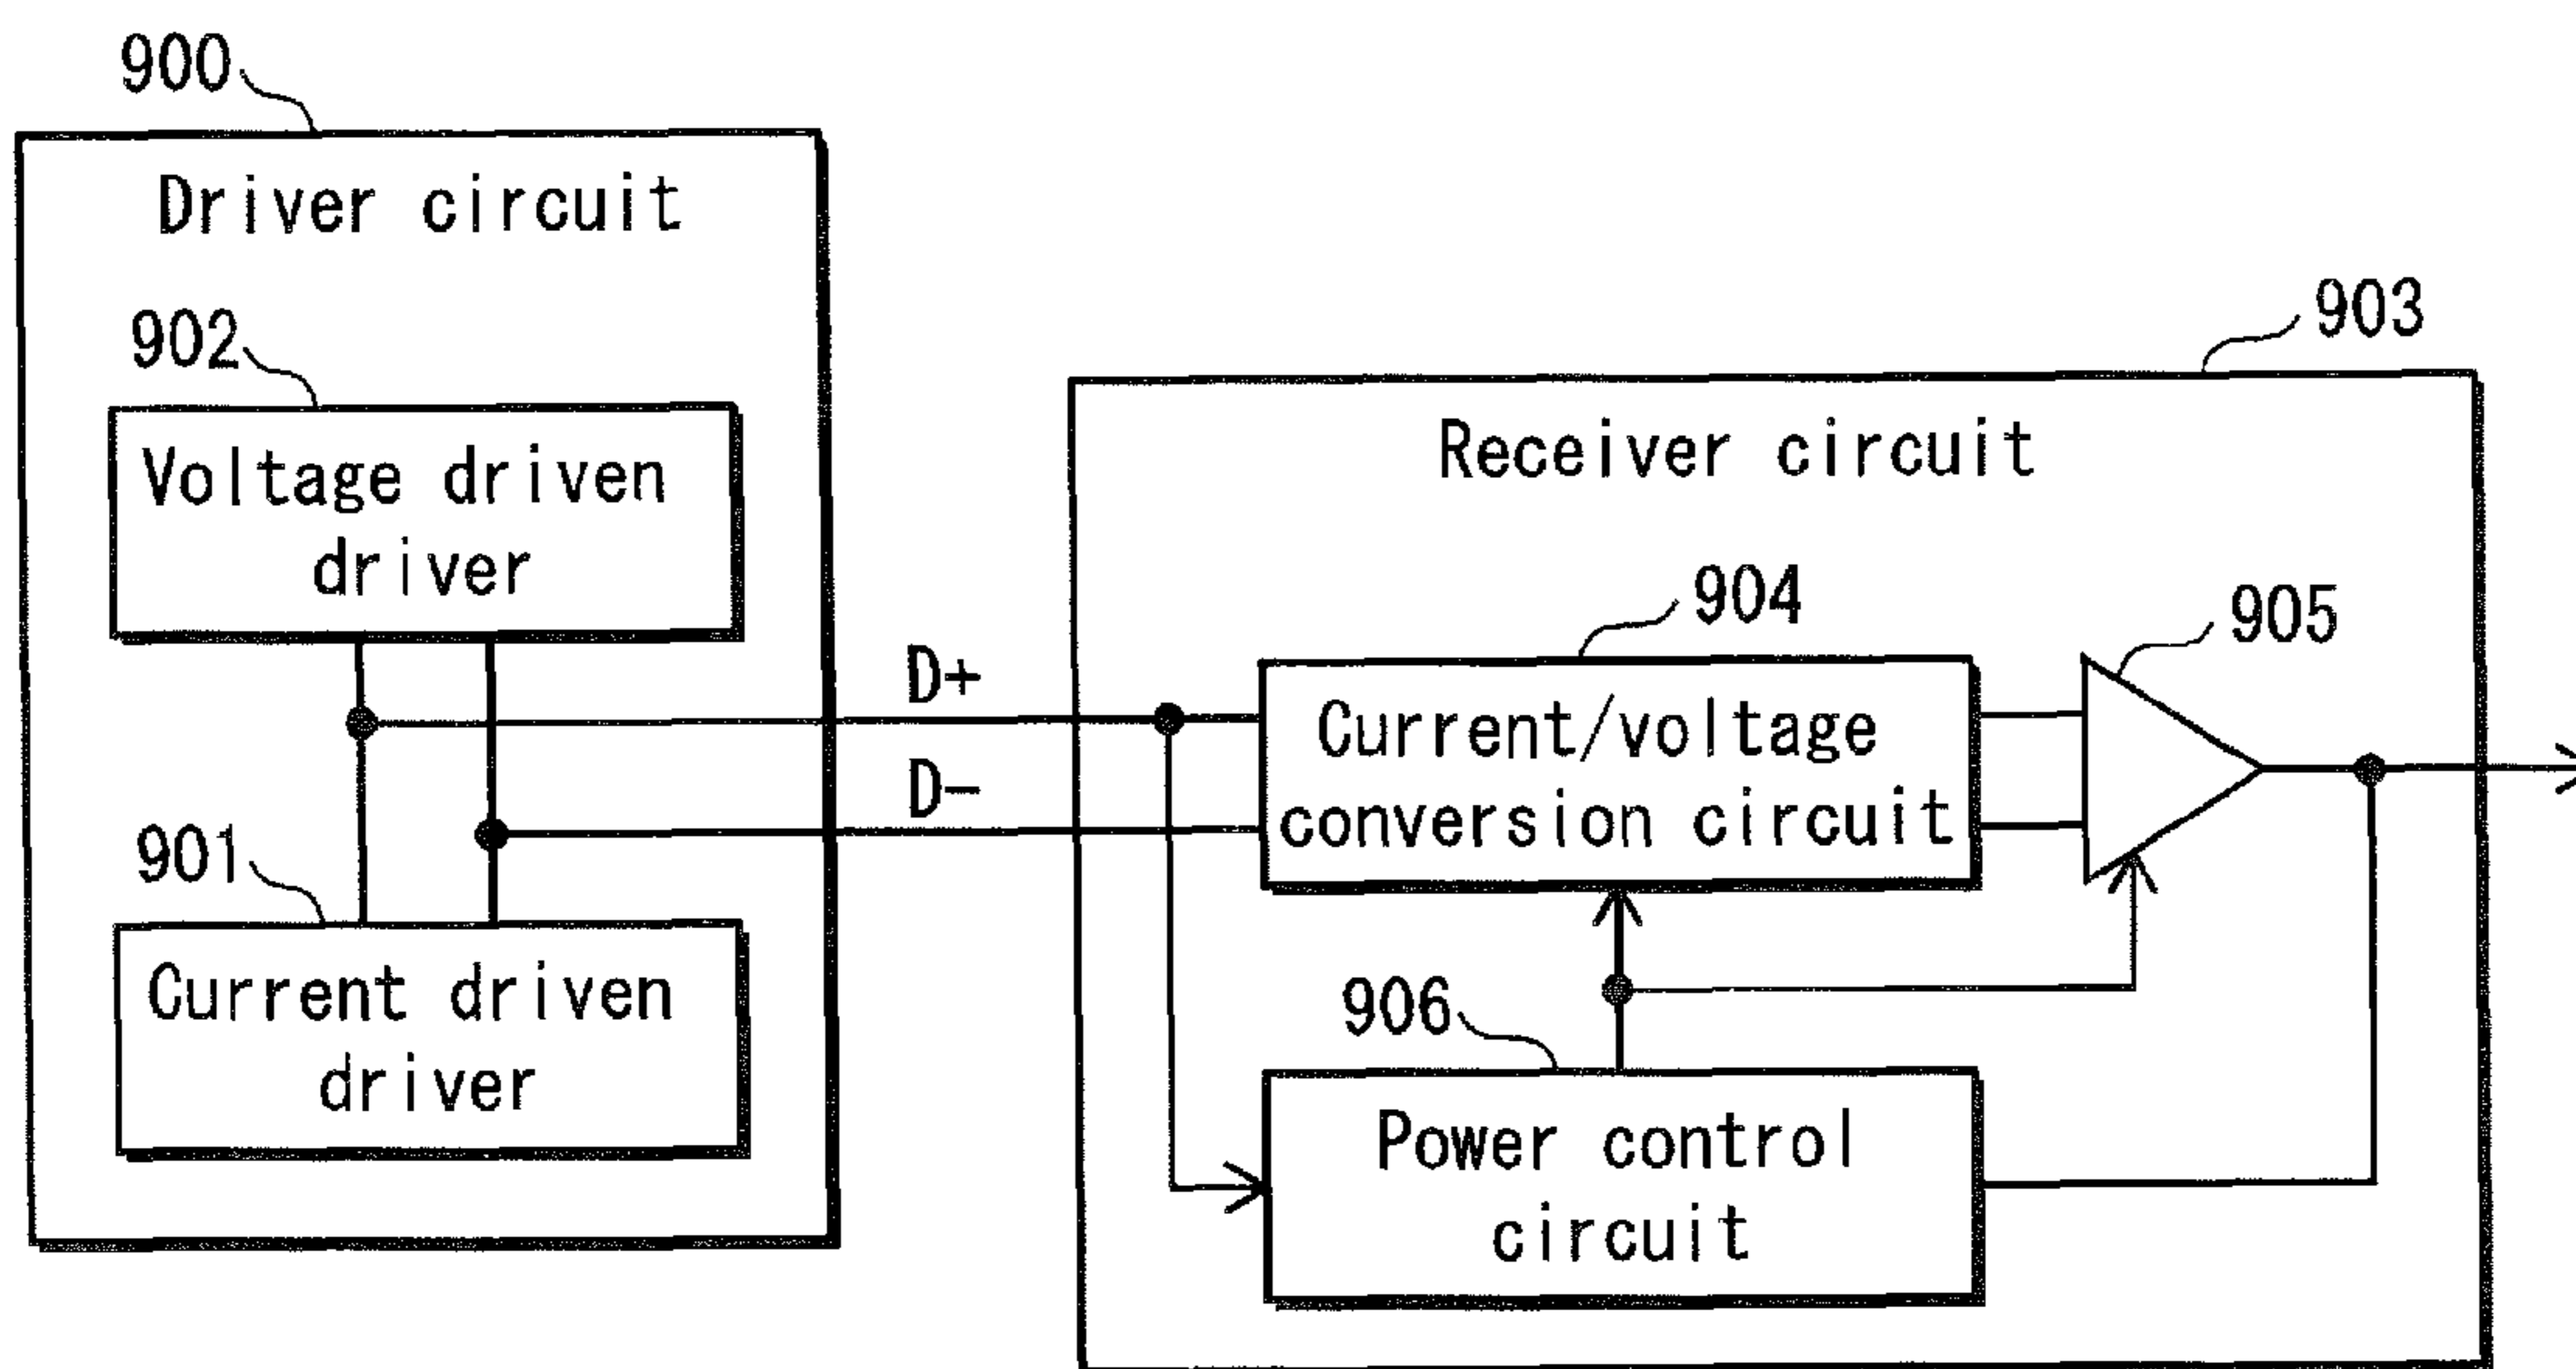 900
Driver circuit
902
Voltage driven
driver
901
Current driven
driver
D+
D-
903
Receiver circuit
904
Current/voltage
conversion circuit
905
906
Power control
circuit